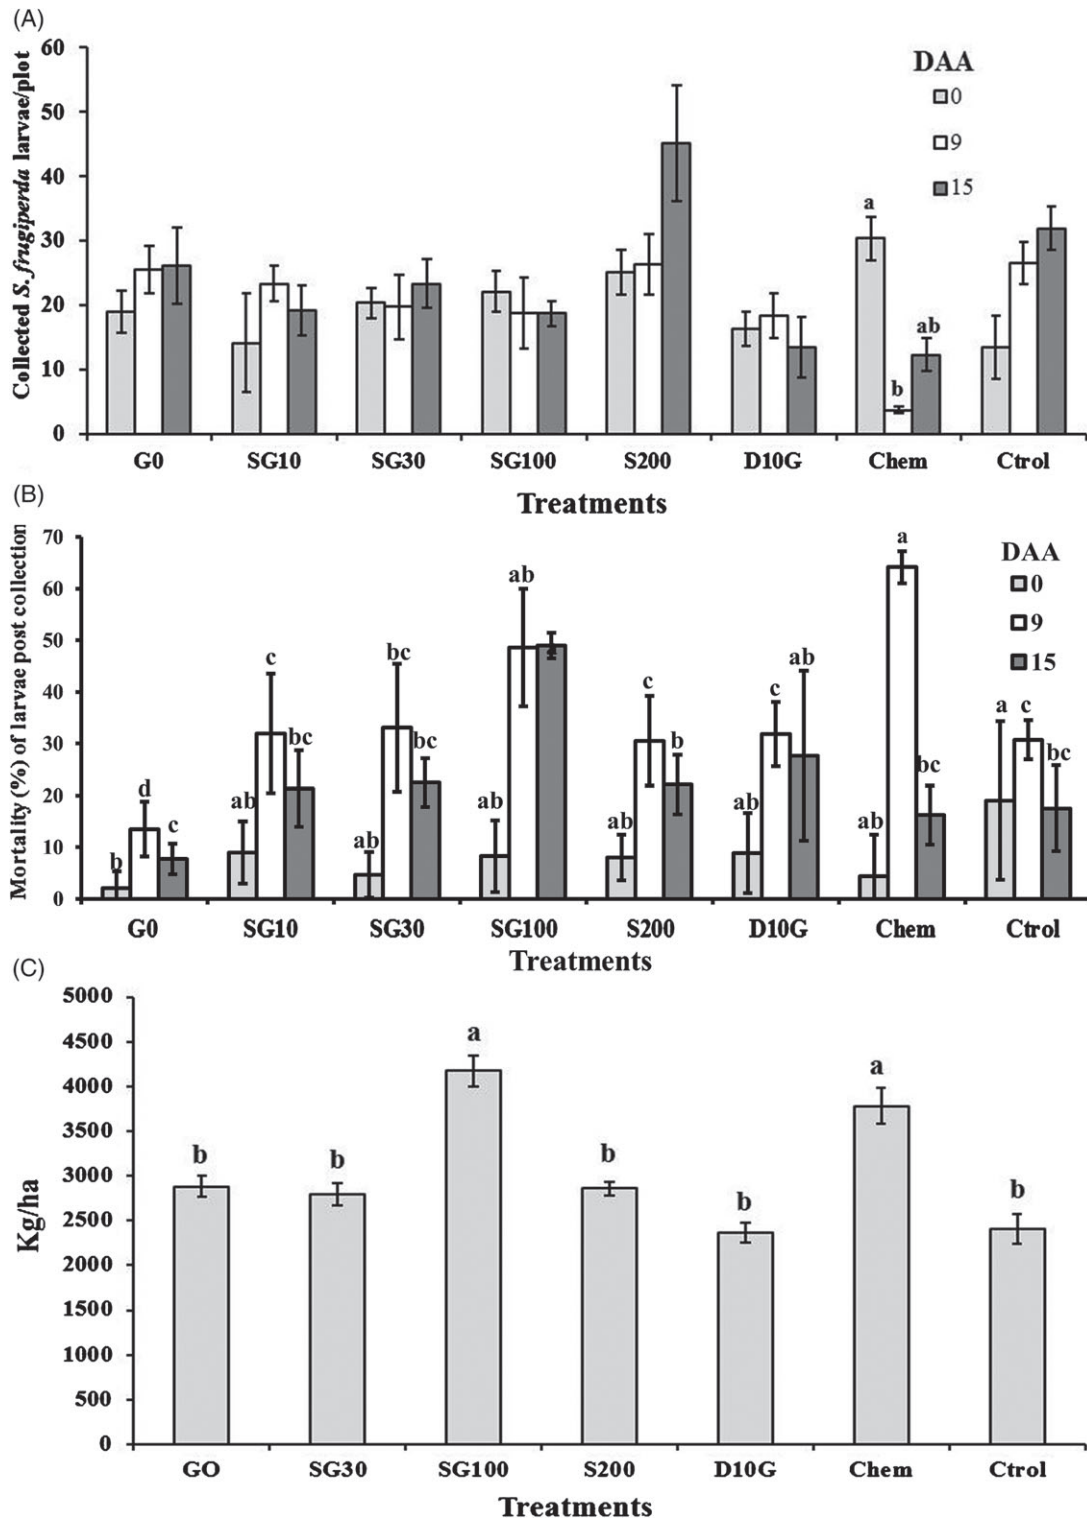 (A)
Collected S. frugiperda larvae/plot
60
50
40
30
20
10
0
DAA
0
9
15
a
b
ab
G0 SG10 SG30 SG100 S200 D10G Chem Ctrol
Treatments
(B)
Mortality (%) of larvae post collection
70
60
50
40
30
20
10
0
DAA
0
9
15
b d c ab c bc ab bc bc ab ab a ab c b ab c ab ab a bc a c bc
G0 SG10 SG30 SG100 S200 D10G Chem Ctrol
Treatments
(C)
Kg/ha
5000
4500
4000
3500
3000
2500
2000
1500
1000
500
0
b b a b b a b
GO SG30 SG100 S200 D10G Chem Ctrol
Treatments